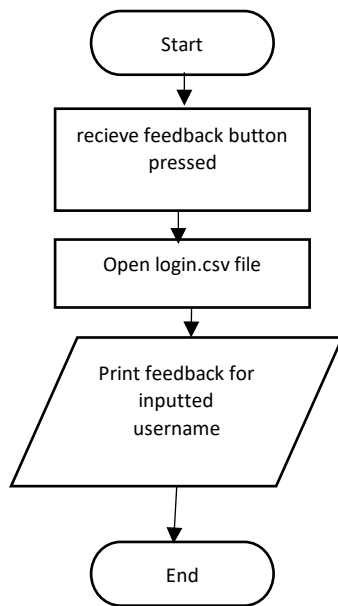 Start
recieve feedback button
pressed
Open login.csv file
Print feedback for
inputted
username
End